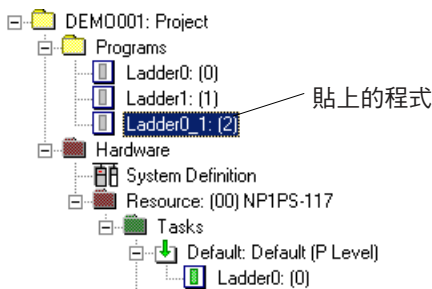 DEMO001: Project
Programs
Ladder0: (0)
Ladder1: (1)
Ladder0_1: (2)
貼上的程式
Hardware
System Definition
Resource: (00) NP1PS-117
Tasks
Default: Default (P Level)
Ladder0: (0)